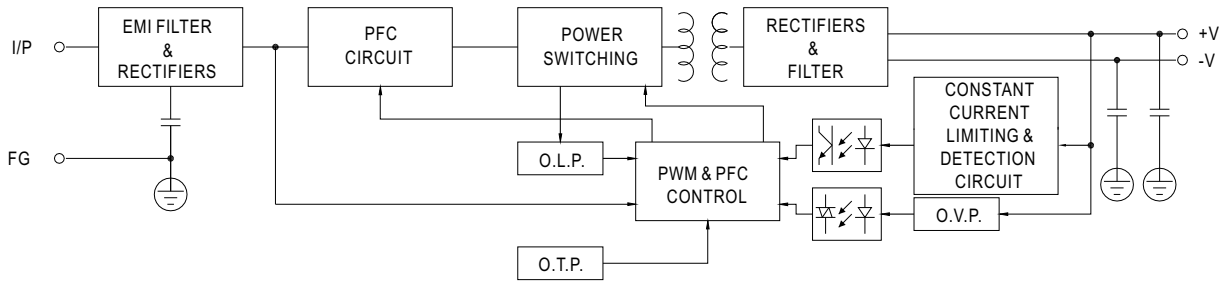 I/P
EMI FILTER
&
RECTIFIERS
PFC
CIRCUIT
POWER
SWITCHING
RECTIFIERS
&
FILTER
+V
-V
CONSTANT
CURRENT
LIMITING &
DETECTION
CIRCUIT
FG
O.L.P.
PWM & PFC
CONTROL
O.V.P.
O.T.P.